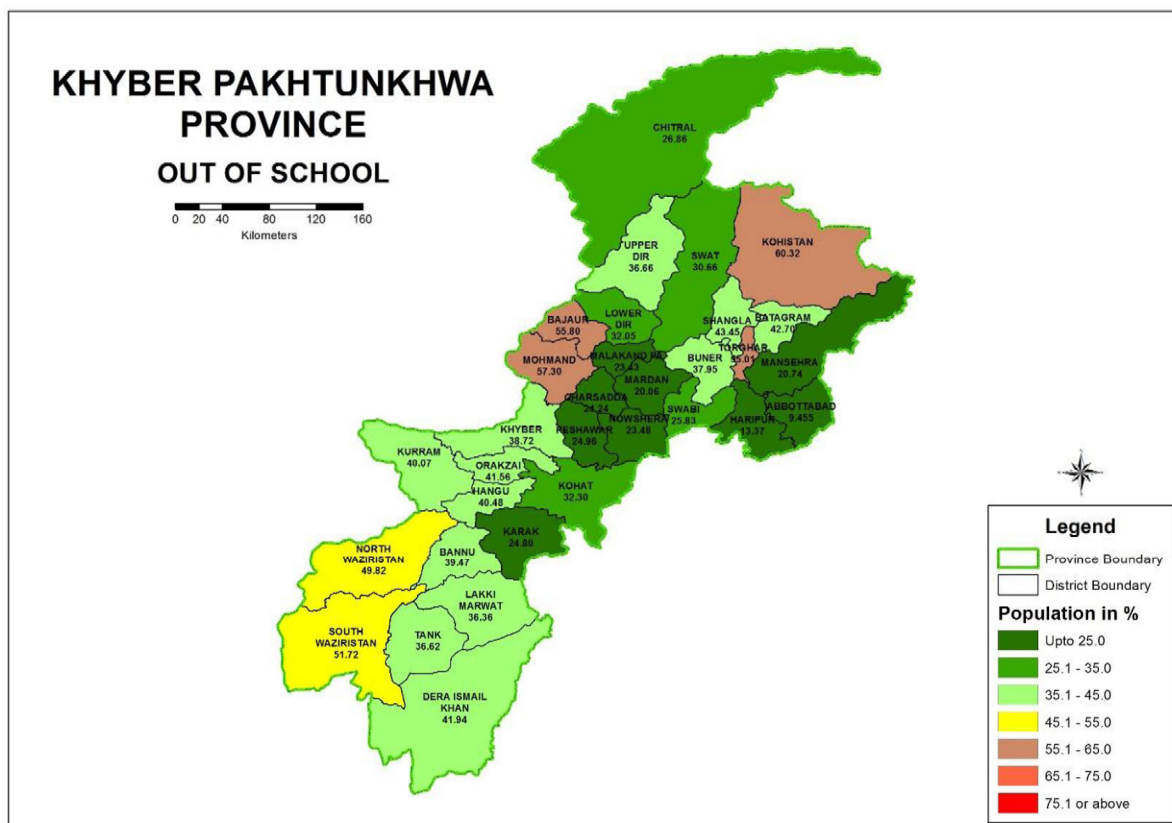 KHYBER PAKHTUNKHWA
PROVINCE
OUT OF SCHOOL
0 20 40 80 120 160
Kilometers
CHITRAL
26.86
UPPER
DIR
36.66
SWAT
30.66
KOHISTAN
60.32
BAJAUR
55.80
LOWER
DIR
32.05
SHANGLA
43.45
BATAGRAM
42.70
TORGHAR
55.01
MOHMAND
57.30
MALAKAND PA
23.43
BUNER
37.95
MANSEHRA
20.74
MARDAN
20.06
CHARSADDA
24.24
SWABI
25.83
ABBOTTABAD
9.455
HARIPUR
13.37
NOWSHERA
23.48
PESHAWAR
24.96
KHYBER
38.72
KURRAM
40.07
ORAKZAI
41.56
HANGU
40.48
KOHAT
32.30
KARAK
24.80
NORTH
WAZIRISTAN
49.82
BANNU
39.47
LAKKI
MARWAT
36.36
SOUTH
WAZIRISTAN
51.72
TANK
36.62
DERA ISMAIL
KHAN
41.94
Legend
Province Boundary
District Boundary
Population in %
Upto 25.0
25.1 - 35.0
35.1 - 45.0
45.1 - 55.0
55.1 - 65.0
65.1 - 75.0
75.1 or above